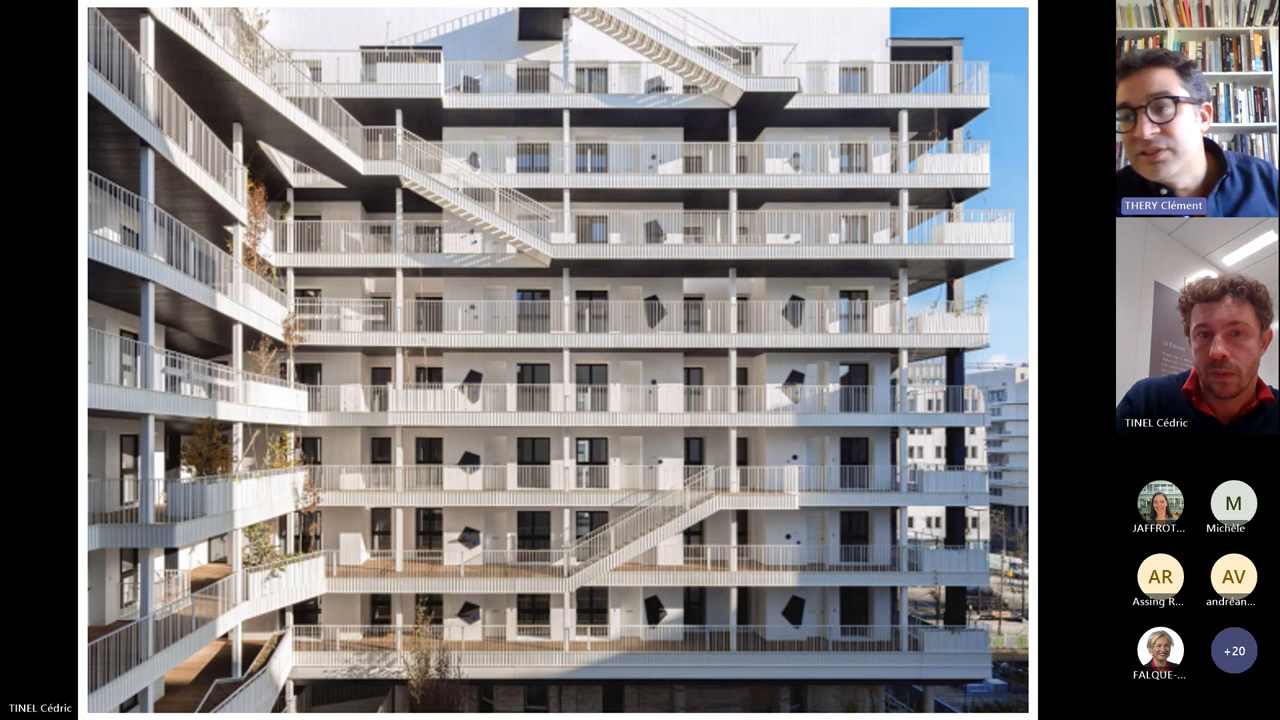 THERY Clément
TINEL Cédric
JAFFROT...
M
Michèle
AR
AV
Assing R...
andréan...
FALQUE-...
+20
TINEL Cédric